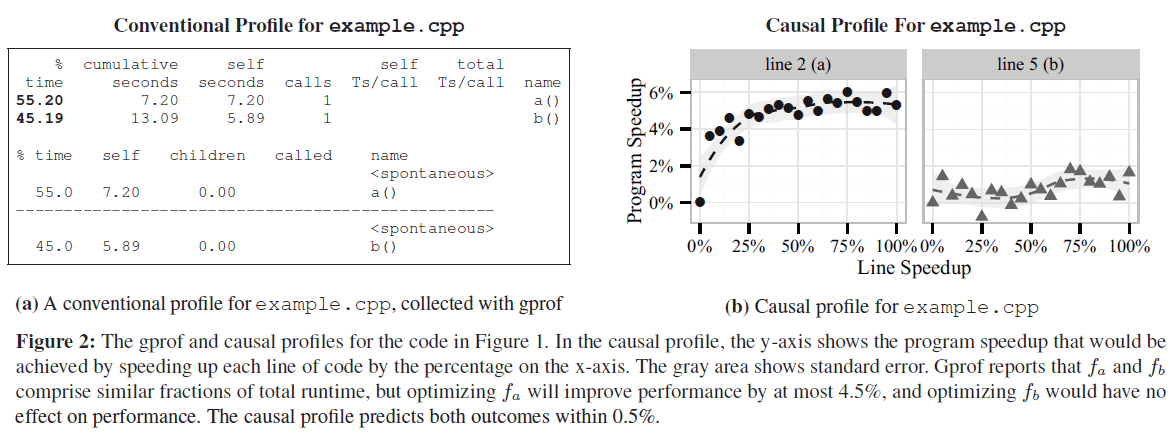 Conventional Profile for example.cpp
% cumulative self self total
time seconds seconds calls Ts/call Ts/call name
55.20 7.20 7.20 1 a()
45.19 13.09 5.89 1 b()
% time self children called name
<spontaneous>
55.0 7.20 0.00 a()
<spontaneous>
45.0 5.89 0.00 b()
(a) A conventional profile for example.cpp, collected with gprof
Causal Profile For example.cpp
line 2 (a) line 5 (b)
Program Speedup
6%
4%
2%
0%
0% 25% 50% 75% 100% 0% 25% 50% 75% 100%
Line Speedup
(b) Causal profile for example.cpp
Figure 2: The gprof and causal profiles for the code in Figure 1. In the causal profile, the y-axis shows the program speedup that would be
achieved by speeding up each line of code by the percentage on the x-axis. The gray area shows standard error. Gprof reports that fa and fb
comprise similar fractions of total runtime, but optimizing fa will improve performance by at most 4.5%, and optimizing fb would have no
effect on performance. The causal profile predicts both outcomes within 0.5%.